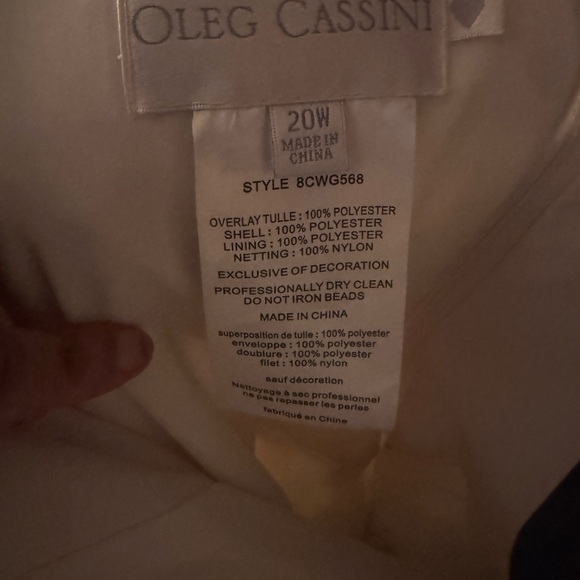 OLEG CASSINI
20W
MADE IN
CHINA
STYLE 8CWG568
OVERLAY TULLE : 100% POLYESTER
SHELL : 100% POLYESTER
LINING : 100% POLYESTER
NETTING : 100% NYLON
EXCLUSIVE OF DECORATION
PROFESSIONALLY DRY CLEAN
DO NOT IRON BEADS
MADE IN CHINA
superposition de tulle : 100% polyester
enveloppe : 100% polyester
doublure : 100% polyester
filet : 100% nylon
sauf décoration
Nettoyage à sec professionnel
ne pas repasser les perles
fabriqué en Chine